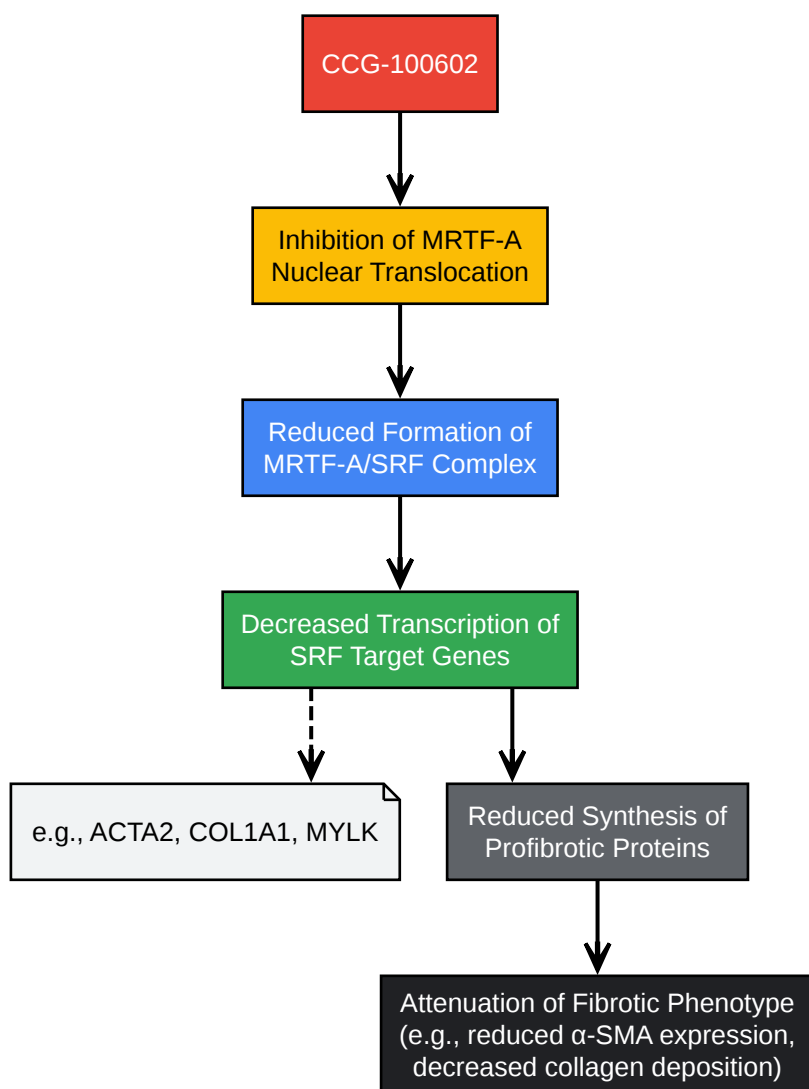 CCG-100602
Inhibition of MRTF-A
Nuclear Translocation
Reduced Formation of
MRTF-A/SRF Complex
Decreased Transcription of
SRF Target Genes
e.g., ACTA2, COL1A1, MYLK
Reduced Synthesis of
Profibrotic Proteins
Attenuation of Fibrotic Phenotype
(e.g., reduced α-SMA expression,
decreased collagen deposition)